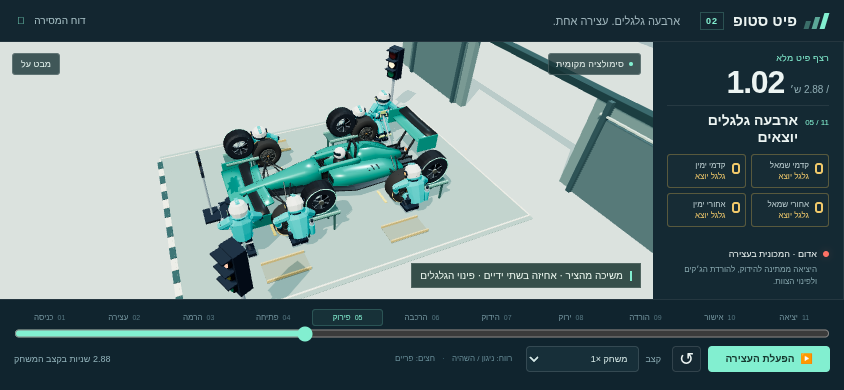 פיט סטופ
02
ארבעה גלגלים. עצירה אחת.
דוח המסירה
רצף פיט מלא
1.02 / 2.88 ש׳
05 / 11
ארבעה גלגלים יוצאים
קדמי שמאל
גלגל יוצא
קדמי ימין
גלגל יוצא
אחורי שמאל
גלגל יוצא
אחורי ימין
גלגל יוצא
אדום · המכונית בעצירה
היציאה ממתינה להידוק, להורדת הג׳קים
ולפינוי הצוות.
סימולציה מקומית
מבט על
משיכה מהציר · אחיזה בשתי ידיים · פינוי הגלגלים
11 יציאה
10 אישור
09 הורדה
08 ירוק
07 הידוק
06 הרכבה
05 פירוק
04 פתיחה
03 הרמה
02 עצירה
01 כניסה
הפעלת העצירה
קצב
משחק ×1
רווח: ניגון / השהיה · חצים: פריים
2.88 שניות בקצב המשחק